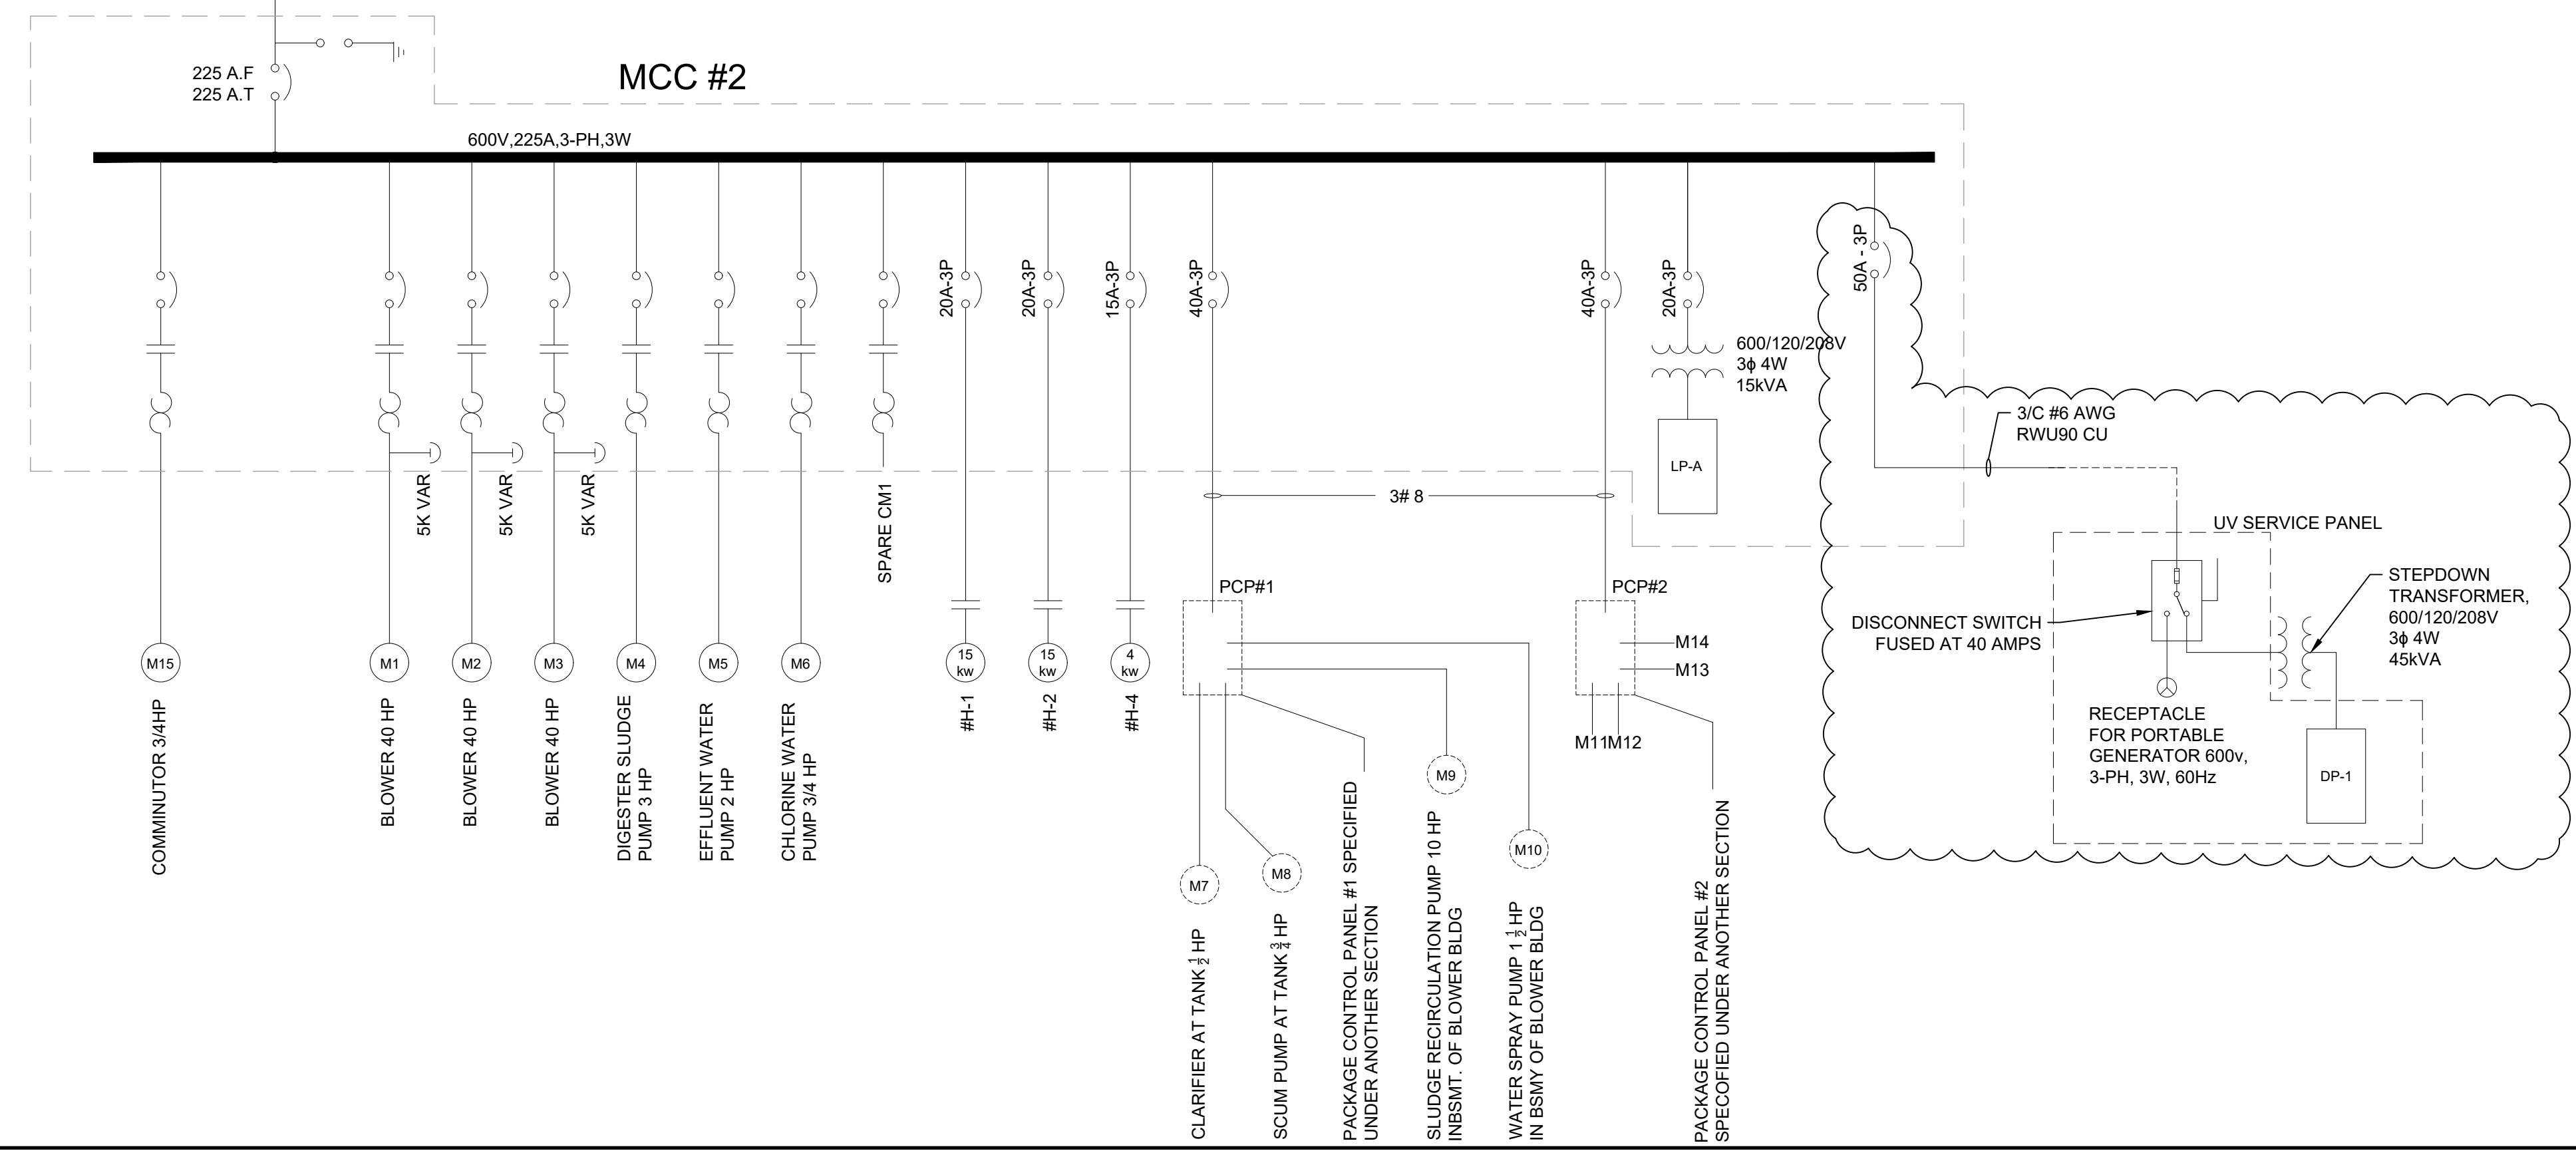 MCC #2
225 A.F
225 A.T
600V,225A,3-PH,3W
20A-3P
20A-3P
15A-3P
40A-3P
40A-3P
20A-3P
50A - 3P
600/120/208V
3ϕ 4W
15kVA
LP-A
3/C #6 AWG
RWU90 CU
5K VAR
5K VAR
5K VAR
SPARE CM1
3# 8
UV SERVICE PANEL
PCP#1
PCP#2
STEPDOWN
TRANSFORMER,
600/120/208V
3ϕ 4W
45kVA
DISCONNECT SWITCH
FUSED AT 40 AMPS
M15
M1
M2
M3
M4
M5
M6
15
kw
15
kw
4
kw
M14
M13
M11
M12
RECEPTACLE
FOR PORTABLE
GENERATOR 600v,
3-PH, 3W, 60Hz
DP-1
COMMINUTOR 3/4HP
BLOWER 40 HP
BLOWER 40 HP
BLOWER 40 HP
DIGESTER SLUDGE
PUMP 3 HP
EFFLUENT WATER
PUMP 2 HP
CHLORINE WATER
PUMP 3/4 HP
#H-1
#H-2
#H-4
M9
M10
M7
M8
CLARIFIER AT TANK 1/2 HP
SCUM PUMP AT TANK 3/4 HP
PACKAGE CONTROL PANEL #1 SPECIFIED
UNDER ANOTHER SECTION
SLUDGE RECIRCULATION PUMP 10 HP
INBSMT. OF BLOWER BLDG
WATER SPRAY PUMP 1 1/2 HP
IN BSMY OF BLOWER BLDG
PACKAGE CONTROL PANEL #2
SPECOFIED UNDER ANOTHER SECTION